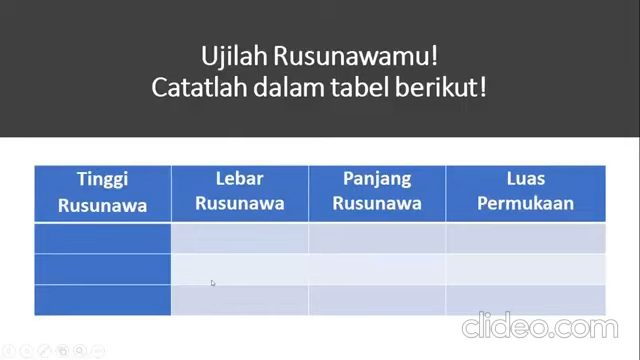 Ujilah Rusunawamu!
Catatlah dalam tabel berikut!
Tinggi Rusunawa
Lebar Rusunawa
Panjang Rusunawa
Luas Permukaan
clideo.com